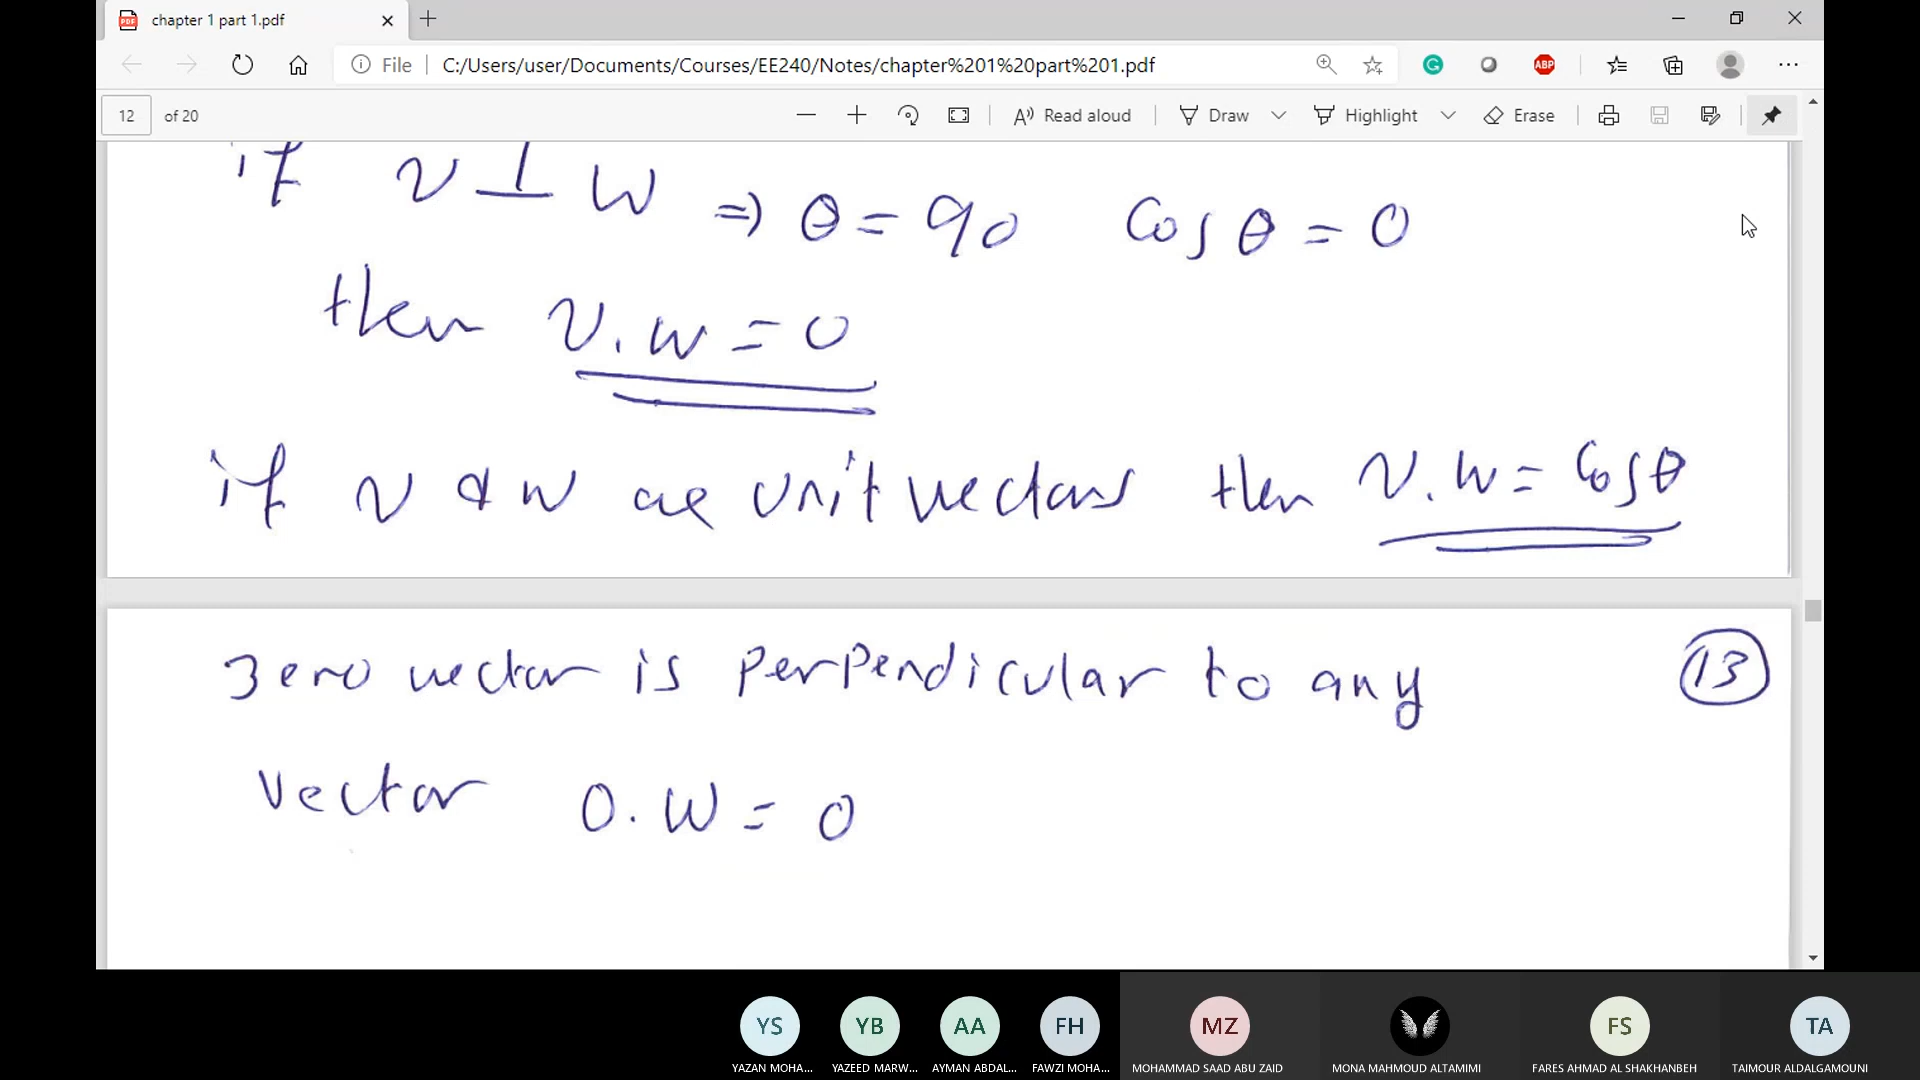 chapter 1 part 1.pdf
File
C:/Users/user/Documents/Courses/EE240/Notes/chapter%201%20part%201.pdf
ABP
12 of 20
Read aloud
Draw
Highlight
Erase
if v ⊥ w ⇒ θ = 90 Cos θ = 0
then v . w = 0
if v & w are unit vectors then v . w = Cos θ
zero vector is perpendicular to any
13
vector 0 . w = 0
YS YB AA FH MZ FS TA
YAZAN MOHA... YAZEED MARW... AYMAN ABDAL... FAWZI MOHA... MOHAMMAD SAAD ABU ZAID MONA MAHMOUD ALTAMIMI FARES AHMAD AL SHAKHANBEH TAIMOUR ALDALGAMOUNI